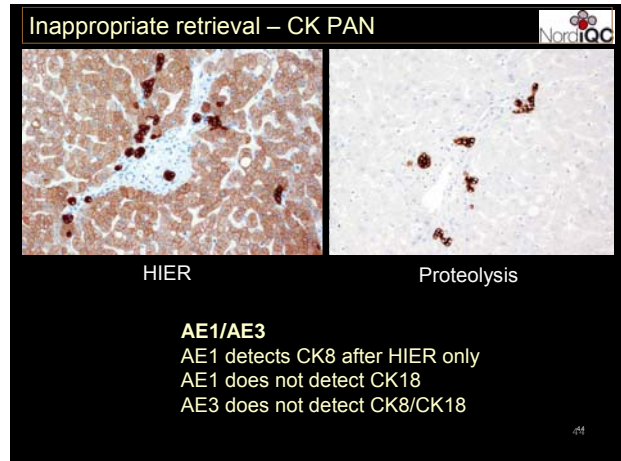 Inappropriate retrieval – CK PAN
NordiQC
HIER
Proteolysis
AE1/AE3
AE1 detects CK8 after HIER only
AE1 does not detect CK18
AE3 does not detect CK8/CK18